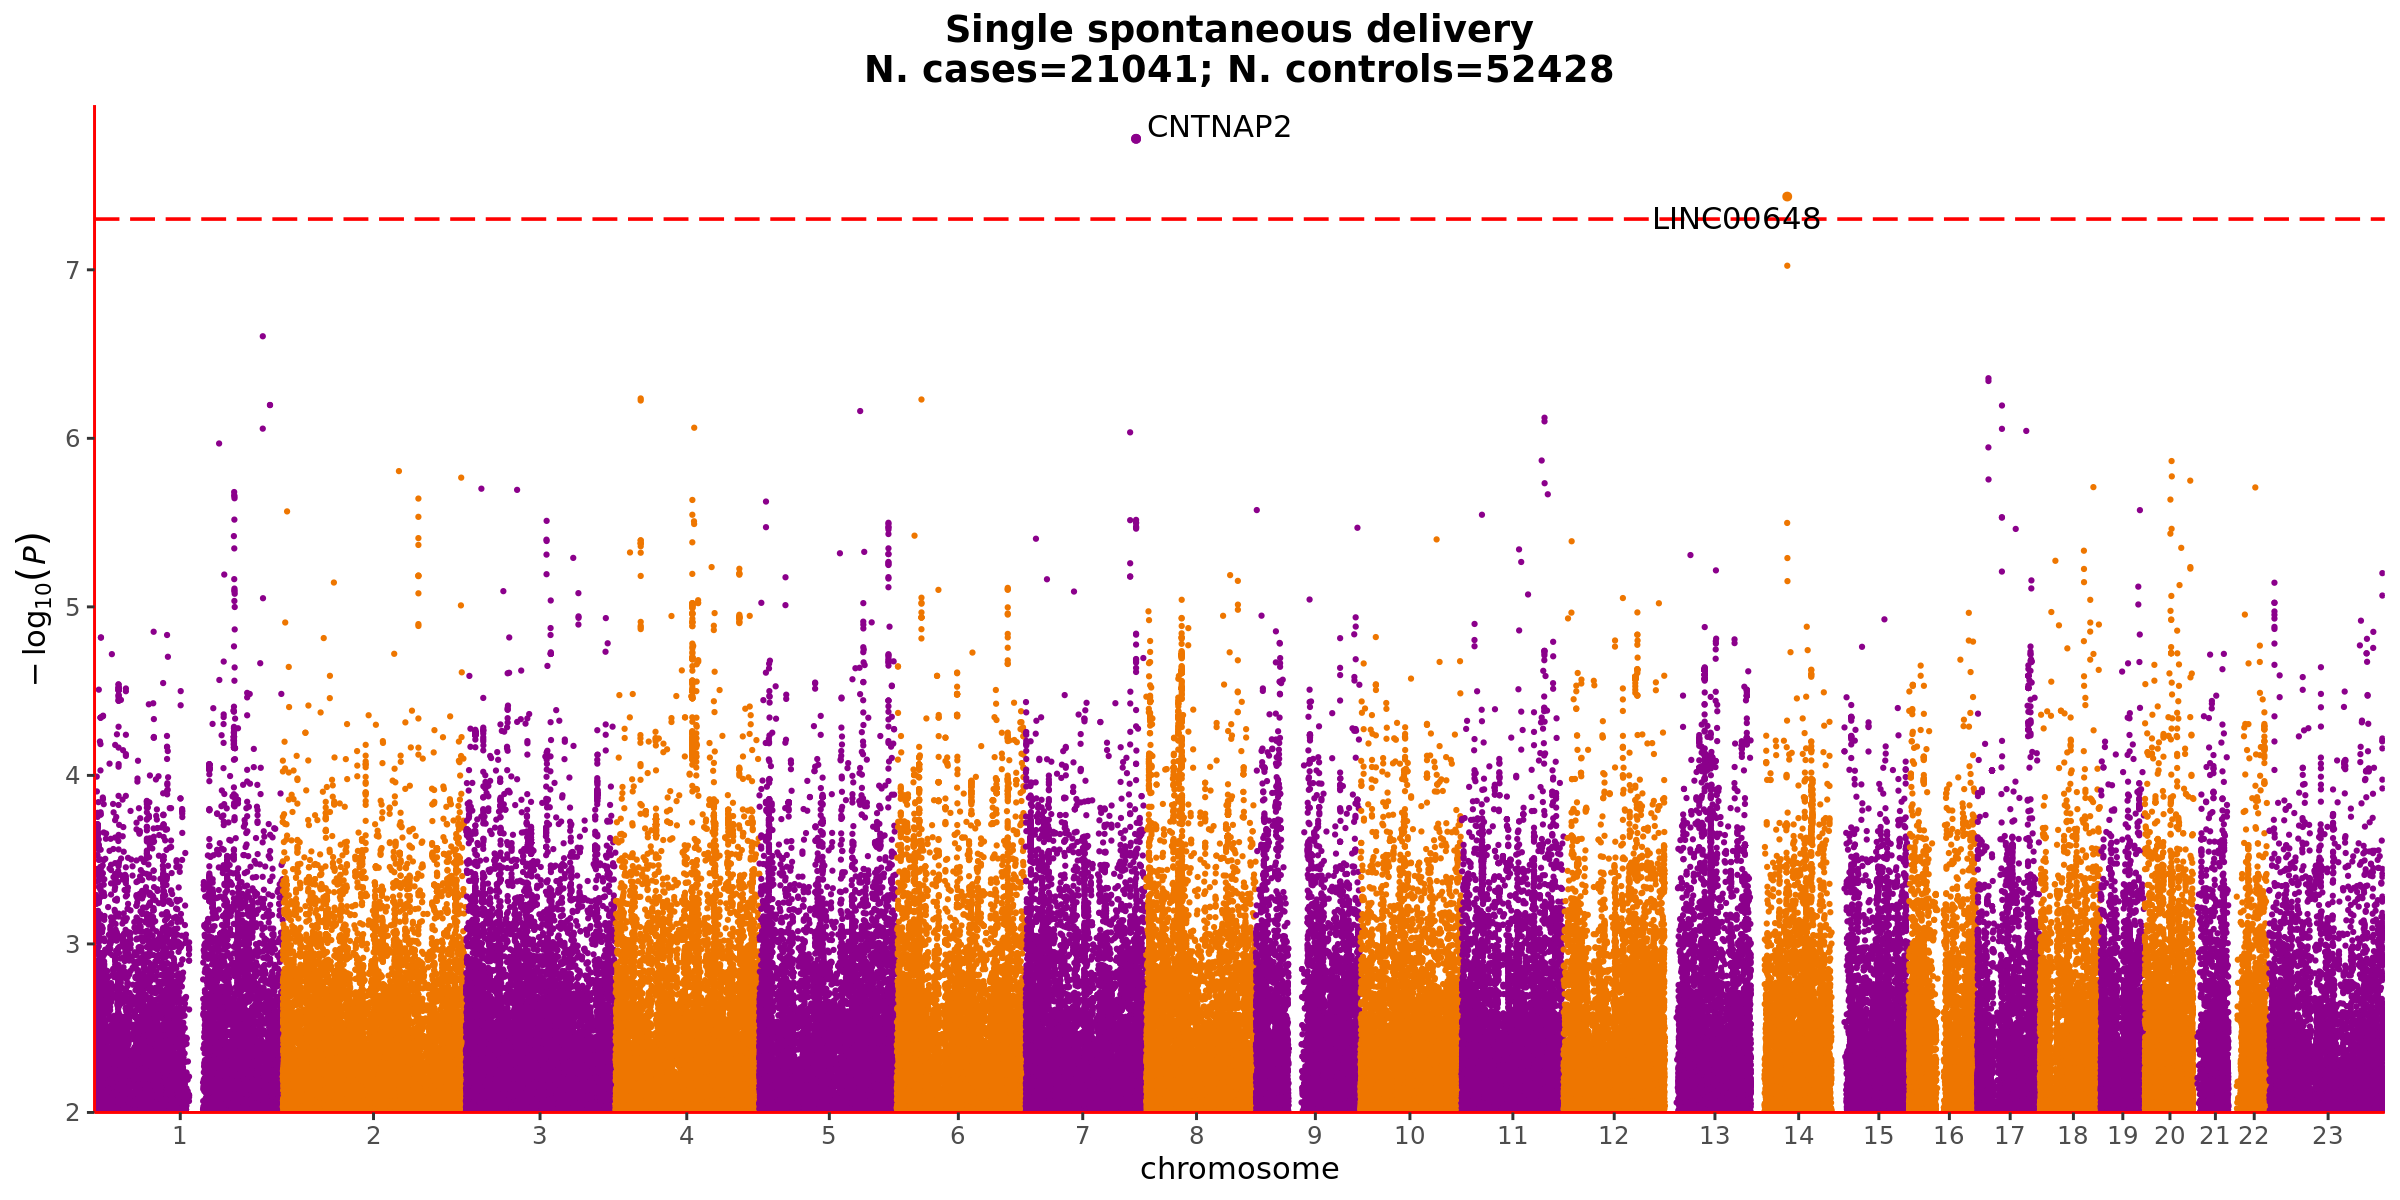 Single spontaneous delivery
N. cases=21041; N. controls=52428
CNTNAP2
LINC00648
7
6
5
4
3
2
−log10(P)
1 2 3 4 5 6 7 8 9 10 11 12 13 14 15 16 17 18 19 20 21 22 23
chromosome